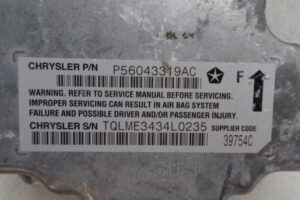 CHRYSLER P/N P56043319AC
F
WARNING. REFER TO SERVICE MANUAL BEFORE SERVICING.
IMPROPER SERVICING CAN RESULT IN AIR BAG SYSTEM
FAILURE AND POSSIBLE DRIVER AND/OR PASSENGER INJURY.
CHRYSLER S/N TQLME3434L0235 SUPPLIER CODE
39754C